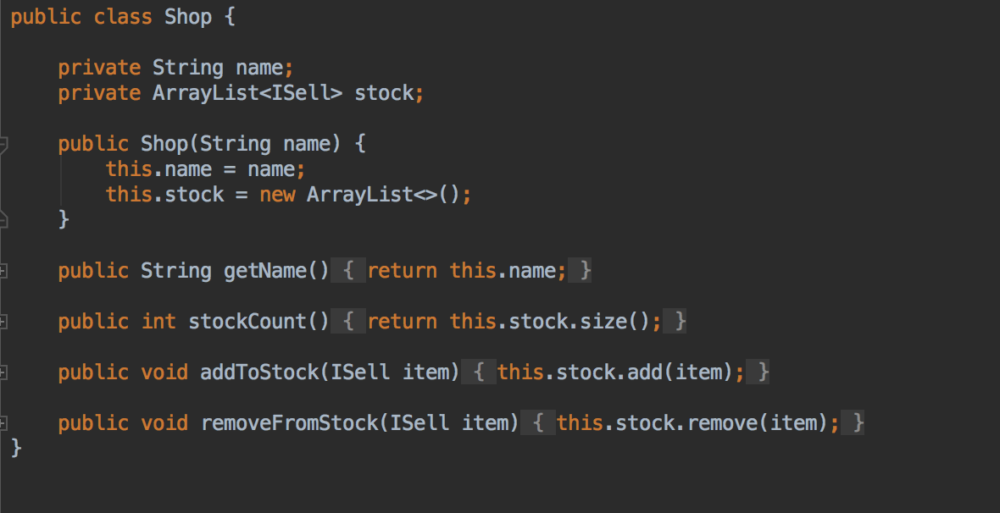 public class Shop {
private String name;
private ArrayList<ISell> stock;
public Shop(String name) {
this.name = name;
this.stock = new ArrayList<>();
}
public String getName() { return this.name; }
public int stockCount() { return this.stock.size(); }
public void addToStock(ISell item) { this.stock.add(item); }
public void removeFromStock(ISell item) { this.stock.remove(item); }
}